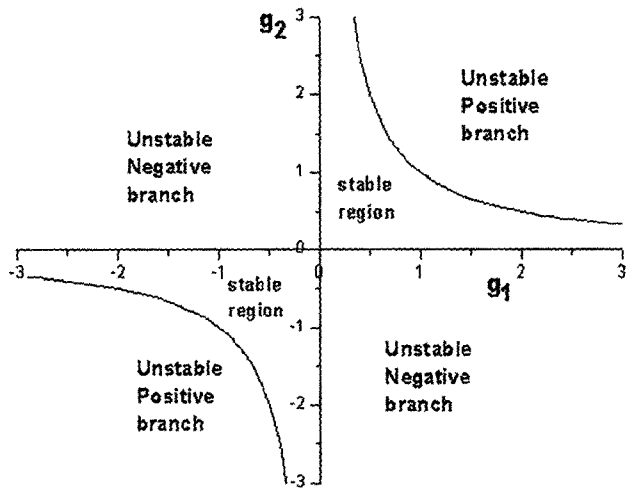 g2
3
2
1
0
-1
-2
-3
-3
-2
-1
0
1
2
3
g1
Unstable
Positive
branch
Unstable
Negative
branch
stable
region
stable
region
Unstable
Positive
branch
Unstable
Negative
branch